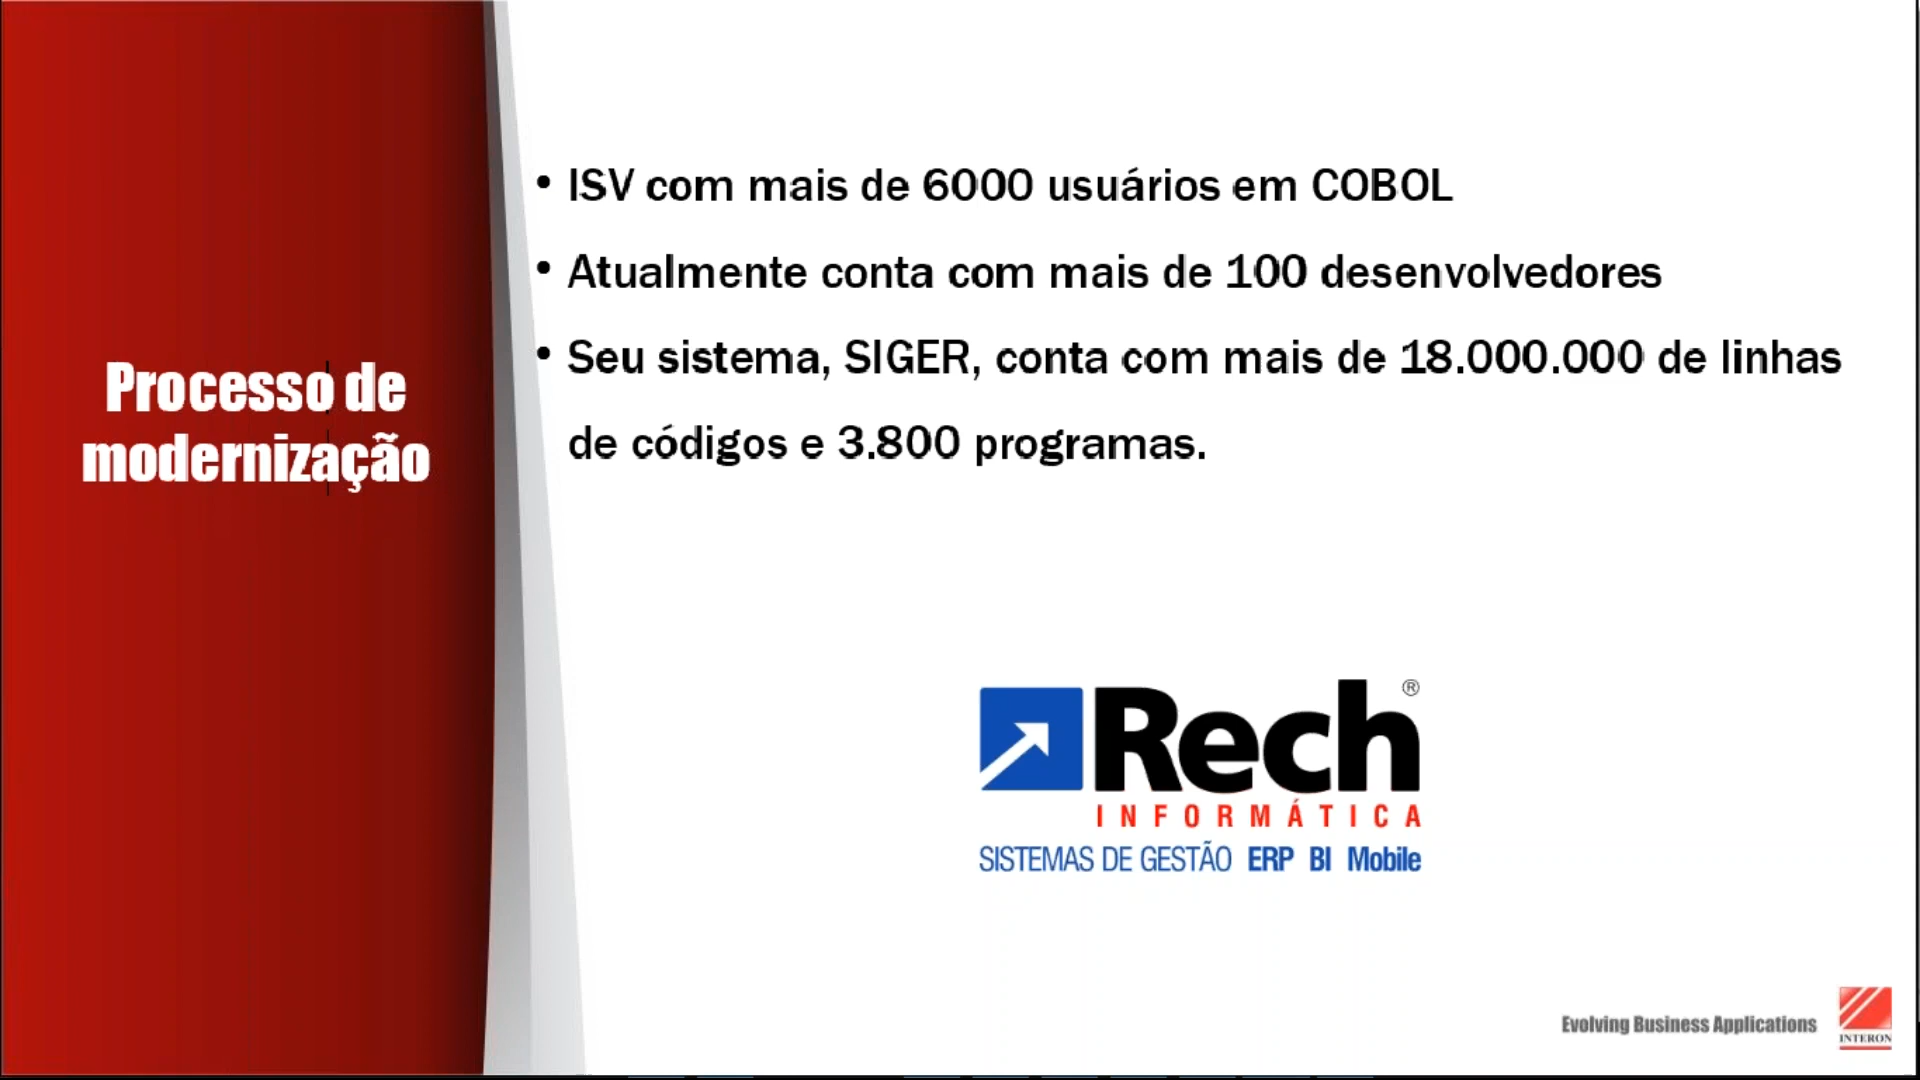 Processo de
modernização
• ISV com mais de 6000 usuários em COBOL
• Atualmente conta com mais de 100 desenvolvedores
• Seu sistema, SIGER, conta com mais de 18.000.000 de linhas
de códigos e 3.800 programas.
Rech®
INFORMÁTICA
SISTEMAS DE GESTÃO ERP BI Mobile
Evolving Business Applications
INTERON